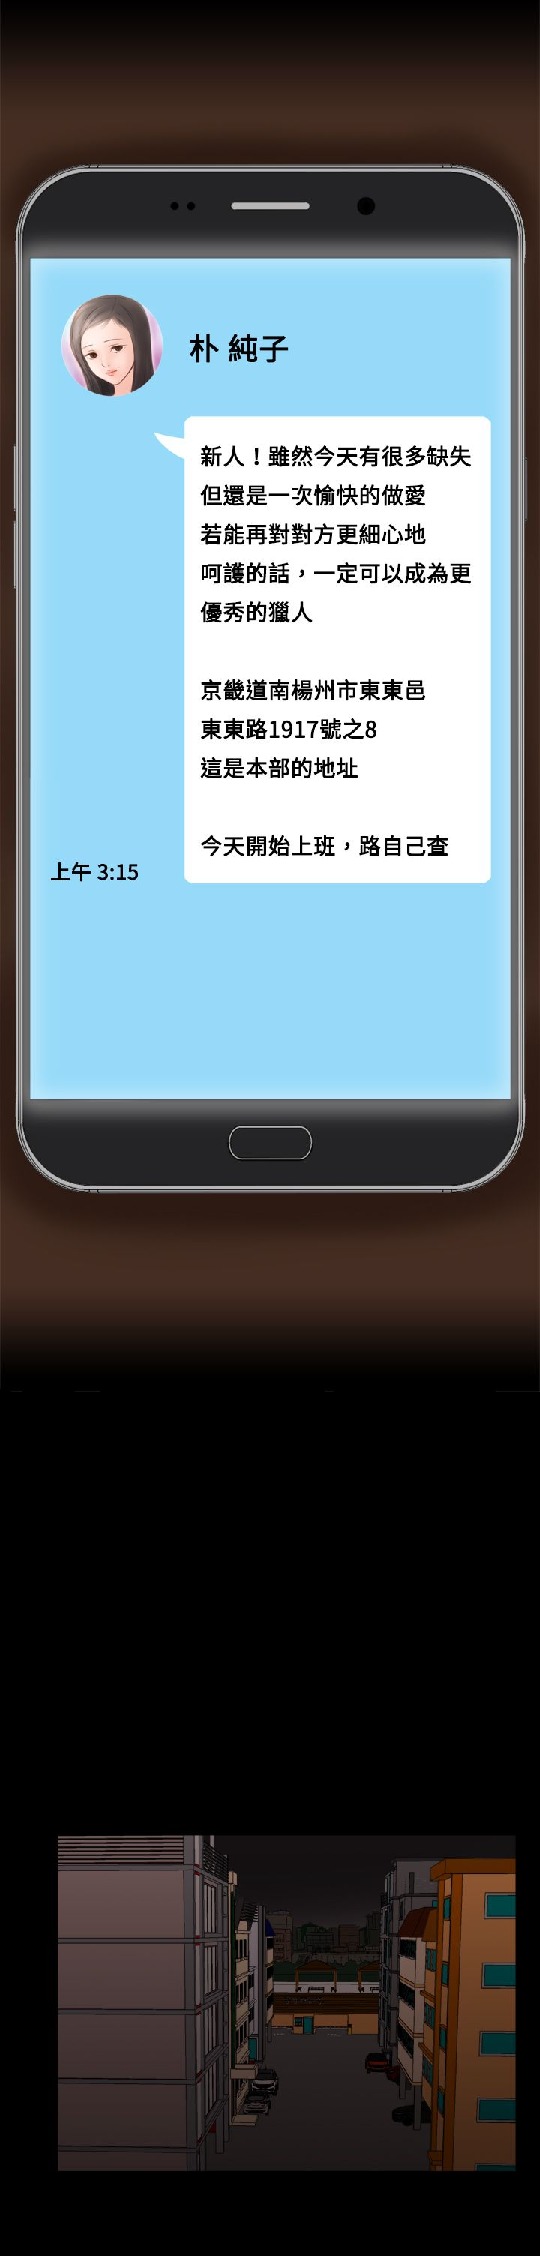 朴 純子
新人！雖然今天有很多缺失
但還是一次愉快的做愛
若能再對對方更細心地
呵護的話，一定可以成為更
優秀的獵人
京畿道南楊州市東東邑
東東路1917號之8
這是本部的地址
今天開始上班，路自己查
上午 3:15